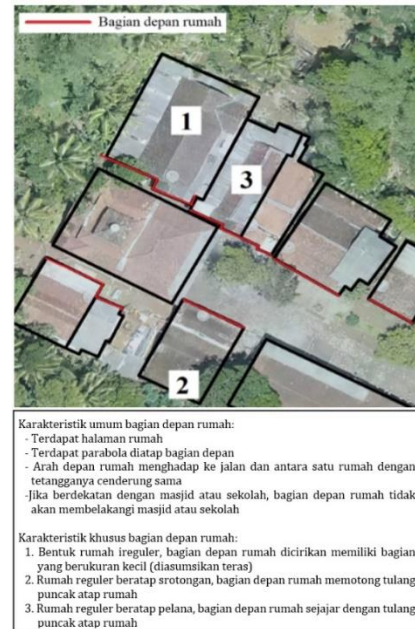 Bagian depan rumah
1
3
2
Karakteristik umum bagian depan rumah:
- Terdapat halaman rumah
- Terdapat parabola diatap bagian depan
- Arah depan rumah menghadap ke jalan dan antara satu rumah dengan
tetangganya cenderung sama
-Jika berdekatan dengan masjid atau sekolah, bagian depan rumah tidak
akan membelakangi masjid atau sekolah
Karakteristik khusus bagian depan rumah:
1. Bentuk rumah ireguler, bagian depan rumah dicirikan memiliki bagian
yang berukuran kecil (diasumsikan teras)
2. Rumah reguler beratap srotongan, bagian depan rumah memotong tulang
puncak atap rumah
3. Rumah reguler beratap pelana, bagian depan rumah sejajar dengan tulang
puncak atap rumah